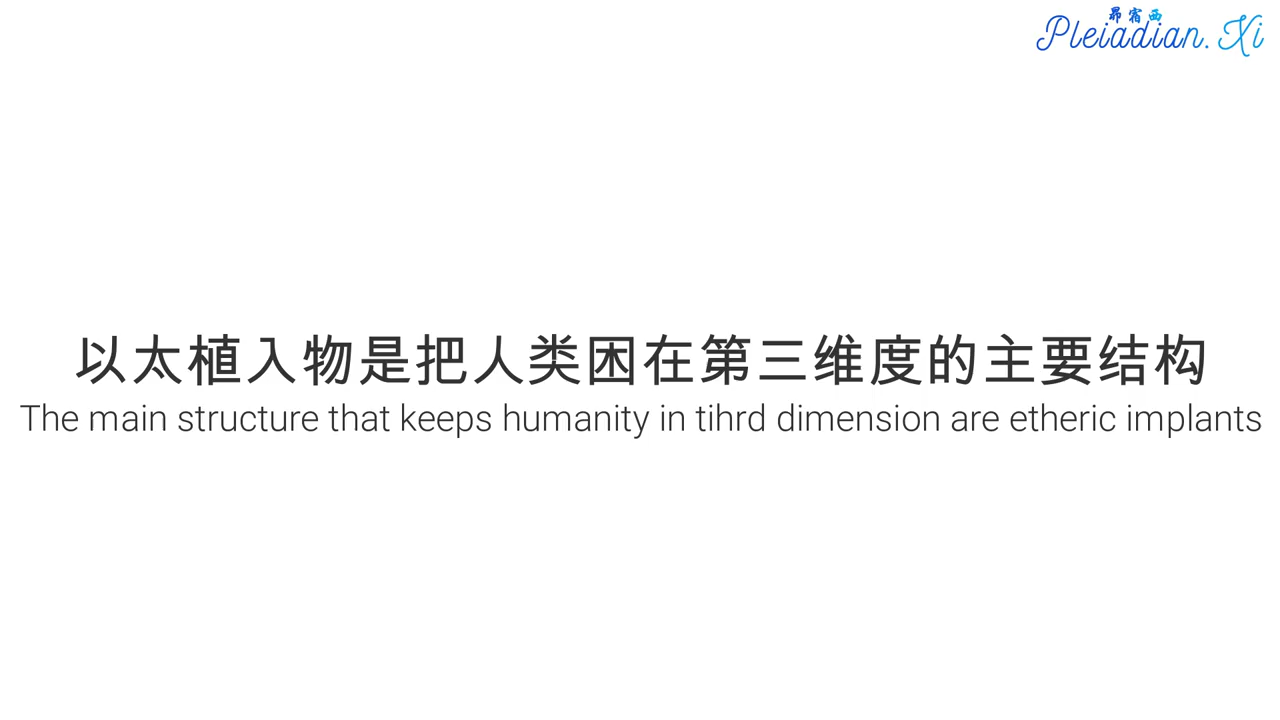 昴宿西
Pleiadian.Xi
以太植入物是把人类困在第三维度的主要结构
The main structure that keeps humanity in tihrd dimension are etheric implants